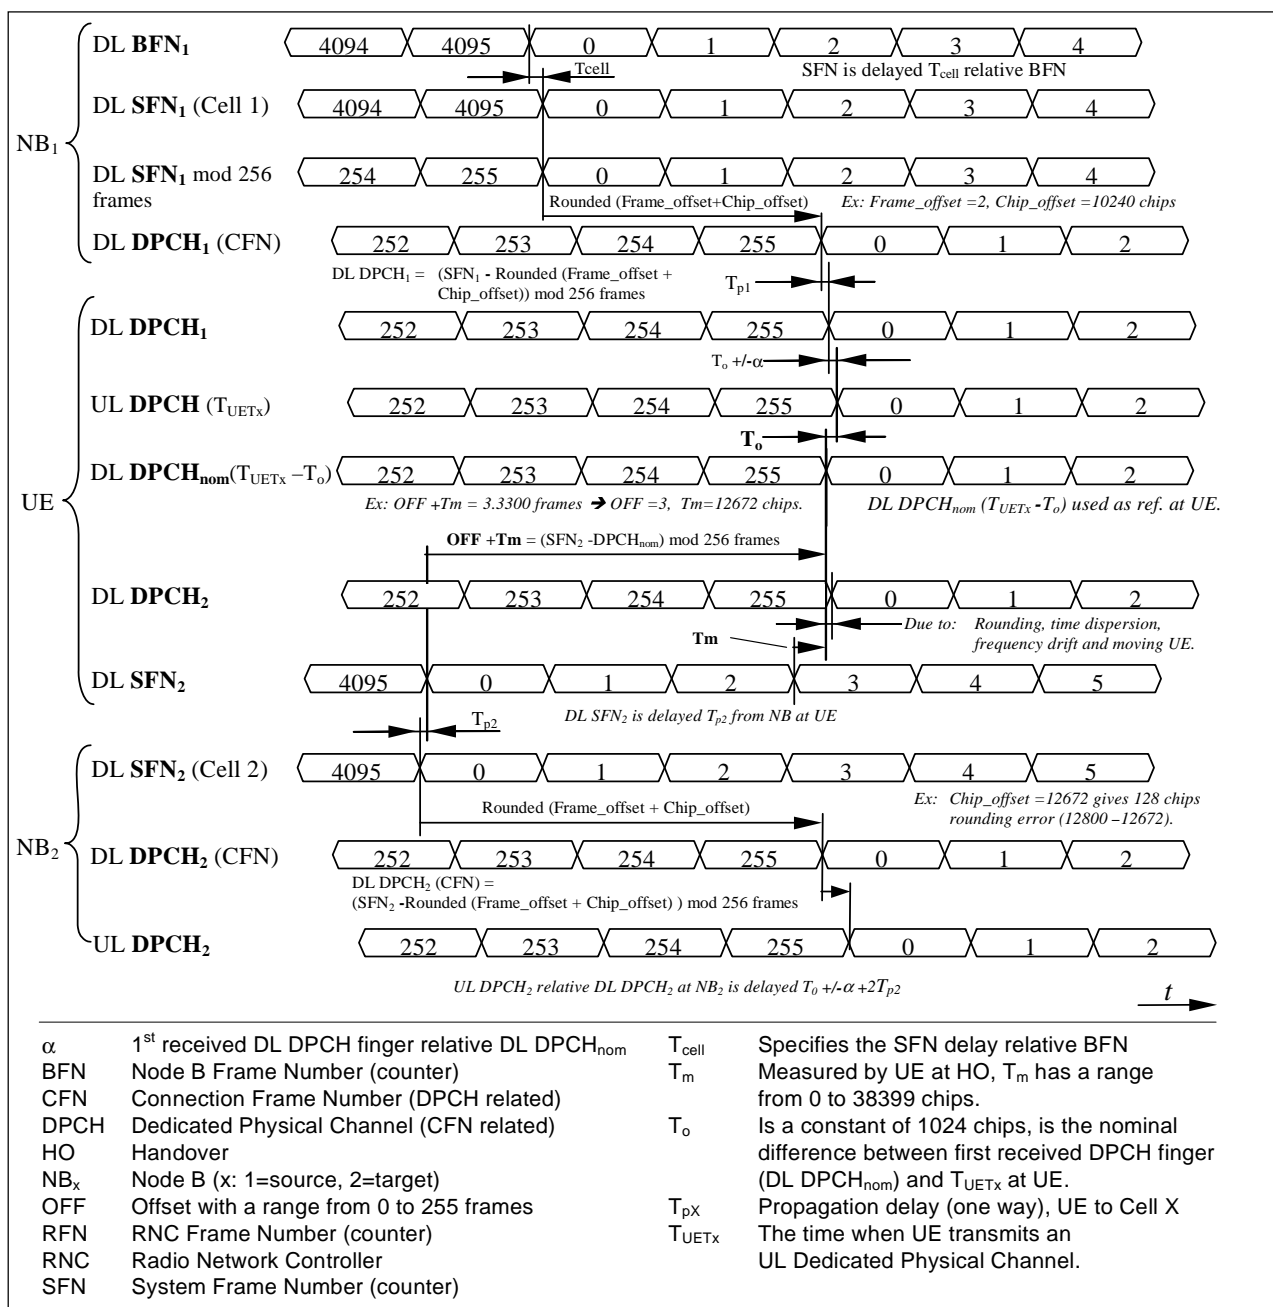 DL BFN1 4094 4095 0 1 2 3 4
Tcell SFN is delayed Tcell relative BFN
DL SFN1 (Cell 1) 4094 4095 0 1 2 3 4
NB1
DL SFN1 mod 256 frames 254 255 0 1 2 3 4
Rounded (Frame_offset+Chip_offset) Ex: Frame_offset =2, Chip_offset =10240 chips
DL DPCH1 (CFN) 252 253 254 255 0 1 2
DL DPCH1 = (SFN1 - Rounded (Frame_offset +
Chip_offset)) mod 256 frames
Tp1
DL DPCH1 252 253 254 255 0 1 2
To +/-α
UL DPCH (TUETx) 252 253 254 255 0 1 2
To
DL DPCHnom(TUETx –To) 252 253 254 255 0 1 2
UE
Ex: OFF +Tm = 3.3300 frames ➔ OFF =3, Tm=12672 chips. DL DPCHnom (TUETx -To) used as ref. at UE.
OFF +Tm = (SFN2 -DPCHnom) mod 256 frames
DL DPCH2 252 253 254 255 0 1 2
Due to: Rounding, time dispersion,
frequency drift and moving UE.
Tm
DL SFN2 4095 0 1 2 3 4 5
DL SFN2 is delayed Tp2 from NB at UE
Tp2
DL SFN2 (Cell 2) 4095 0 1 2 3 4 5
Rounded (Frame_offset + Chip_offset) Ex: Chip_offset =12672 gives 128 chips
rounding error (12800 –12672).
NB2
DL DPCH2 (CFN) 252 253 254 255 0 1 2
DL DPCH2 (CFN) =
(SFN2 -Rounded (Frame_offset + Chip_offset) ) mod 256 frames
UL DPCH2 252 253 254 255 0 1 2
UL DPCH2 relative DL DPCH2 at NB2 is delayed T0 +/-α +2Tp2
t
α 1st received DL DPCH finger relative DL DPCHnom
BFN Node B Frame Number (counter)
CFN Connection Frame Number (DPCH related)
DPCH Dedicated Physical Channel (CFN related)
HO Handover
NBx Node B (x: 1=source, 2=target)
OFF Offset with a range from 0 to 255 frames
RFN RNC Frame Number (counter)
RNC Radio Network Controller
SFN System Frame Number (counter)
Tcell Specifies the SFN delay relative BFN
Tm Measured by UE at HO, Tm has a range
from 0 to 38399 chips.
To Is a constant of 1024 chips, is the nominal
difference between first received DPCH finger
(DL DPCHnom) and TUETx at UE.
TpX Propagation delay (one way), UE to Cell X
TUETx The time when UE transmits an
UL Dedicated Physical Channel.